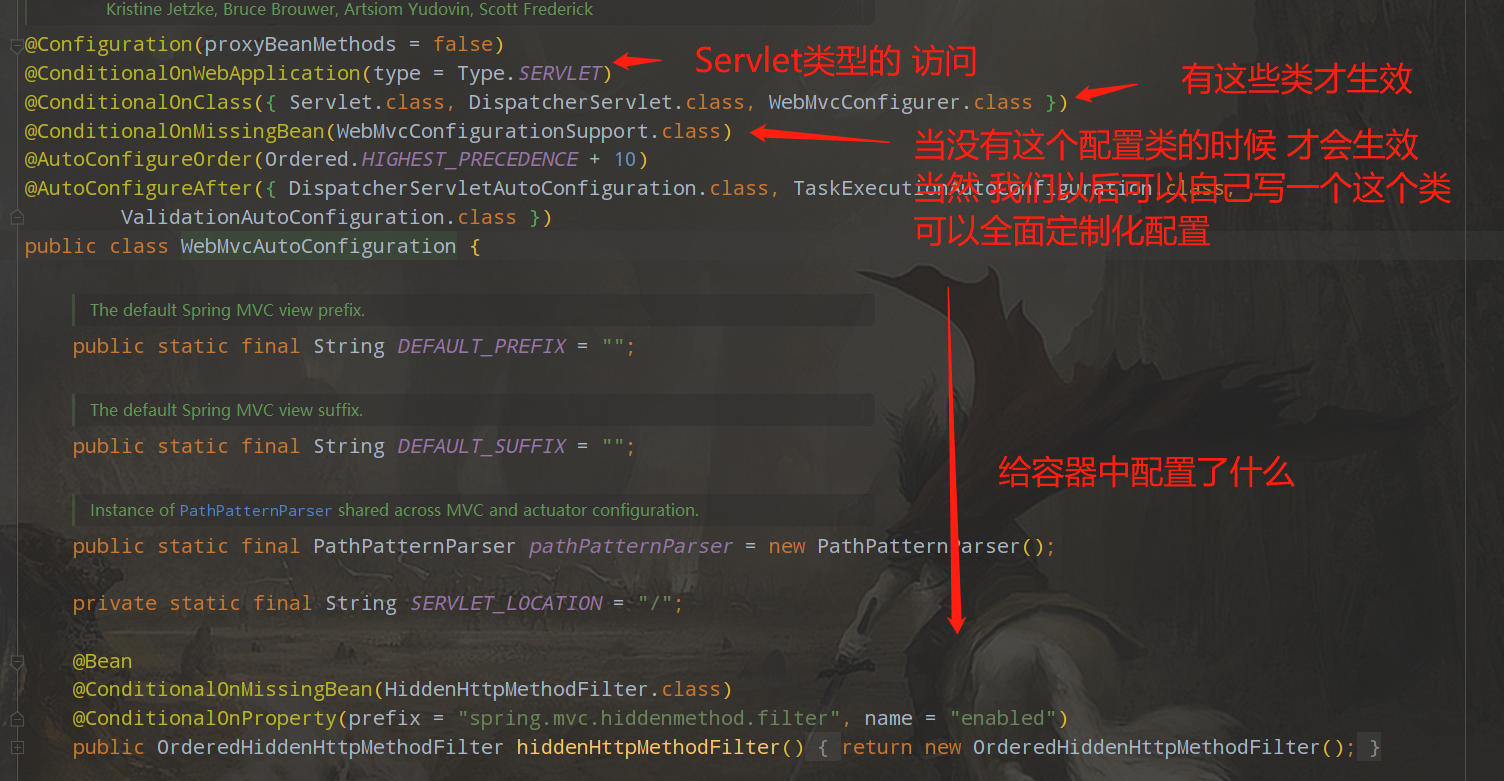 Kristine Jetzke, Bruce Brouwer, Artsiom Yudovin, Scott Frederick
@Configuration(proxyBeanMethods = false)
@ConditionalOnWebApplication(type = Type.SERVLET)
Servlet类型的 访问
@ConditionalOnClass({ Servlet.class, DispatcherServlet.class, WebMvcConfigurer.class })
有这些类才生效
@ConditionalOnMissingBean(WebMvcConfigurationSupport.class)
当没有这个配置类的时候 才会生效
@AutoConfigureOrder(Ordered.HIGHEST_PRECEDENCE + 10)
@AutoConfigureAfter({ DispatcherServletAutoConfiguration.class, TaskExecutionAutoConfiguration.class,
当然 我们以后可以自己写一个这个类
ValidationAutoConfiguration.class })
可以全面定制化配置
public class WebMvcAutoConfiguration {
The default Spring MVC view prefix.
public static final String DEFAULT_PREFIX = "";
The default Spring MVC view suffix.
public static final String DEFAULT_SUFFIX = "";
给容器中配置了什么
Instance of PathPatternParser shared across MVC and actuator configuration.
public static final PathPatternParser pathPatternParser = new PathPatternParser();
private static final String SERVLET_LOCATION = "/";
@Bean
@ConditionalOnMissingBean(HiddenHttpMethodFilter.class)
@ConditionalOnProperty(prefix = "spring.mvc.hiddenmethod.filter", name = "enabled")
public OrderedHiddenHttpMethodFilter hiddenHttpMethodFilter() { return new OrderedHiddenHttpMethodFilter(); }